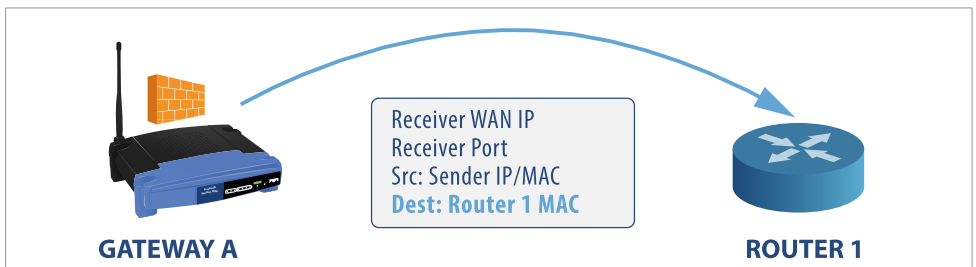 Receiver WAN IP
Receiver Port
Src: Sender IP/MAC
Dest: Router 1 MAC
GATEWAY A
ROUTER 1